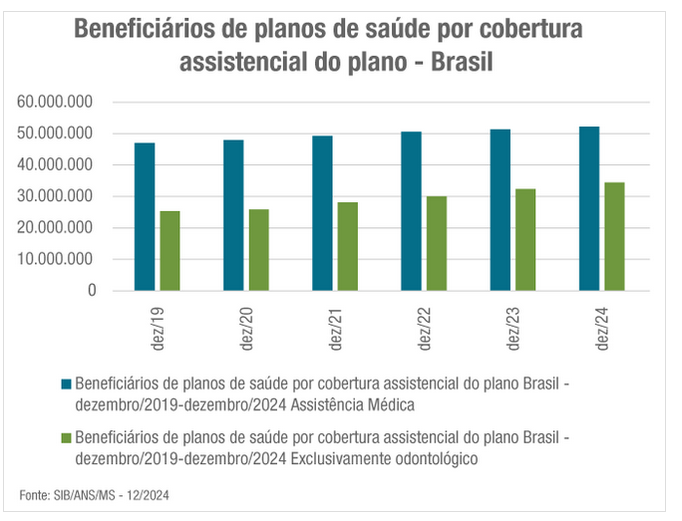 Beneficiários de planos de saúde por cobertura
assistencial do plano - Brasil
60.000.000
50.000.000
40.000.000
30.000.000
20.000.000
10.000.000
0
dez/19
dez/20
dez/21
dez/22
dez/23
dez/24
Beneficiários de planos de saúde por cobertura assistencial do plano Brasil -
dezembro/2019-dezembro/2024 Assistência Médica
Beneficiários de planos de saúde por cobertura assistencial do plano Brasil -
dezembro/2019-dezembro/2024 Exclusivamente odontológico
Fonte: SIB/ANS/MS - 12/2024